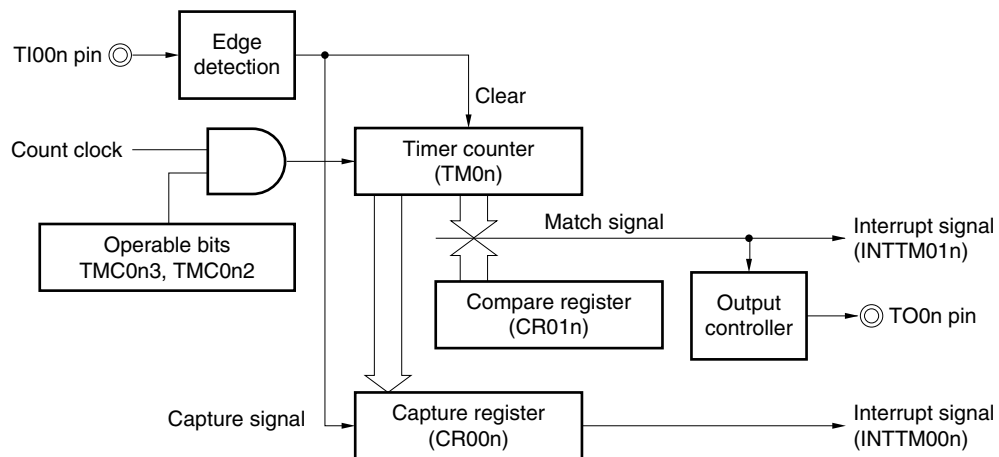 TI00n pin
Edge
detection
Clear
Count clock
Timer counter
(TM0n)
Operable bits
TMC0n3, TMC0n2
Match signal
Interrupt signal
(INTTM01n)
Compare register
(CR01n)
Output
controller
TO0n pin
Capture signal
Capture register
(CR00n)
Interrupt signal
(INTTM00n)